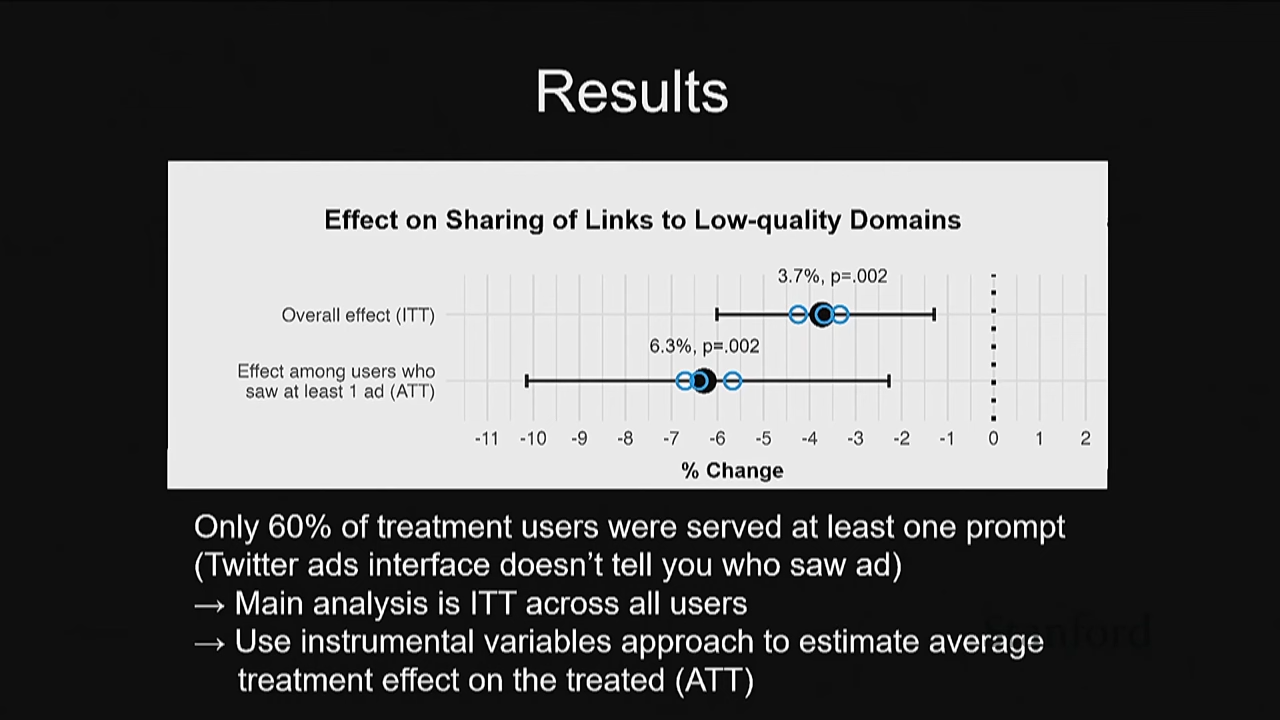 Results
Effect on Sharing of Links to Low-quality Domains
3.7%, p=.002
Overall effect (ITT)
6.3%, p=.002
Effect among users who
saw at least 1 ad (ATT)
-11 -10 -9 -8 -7 -6 -5 -4 -3 -2 -1 0 1 2
% Change
Only 60% of treatment users were served at least one prompt
(Twitter ads interface doesn't tell you who saw ad)
→ Main analysis is ITT across all users
→ Use instrumental variables approach to estimate average
treatment effect on the treated (ATT)
Stanford